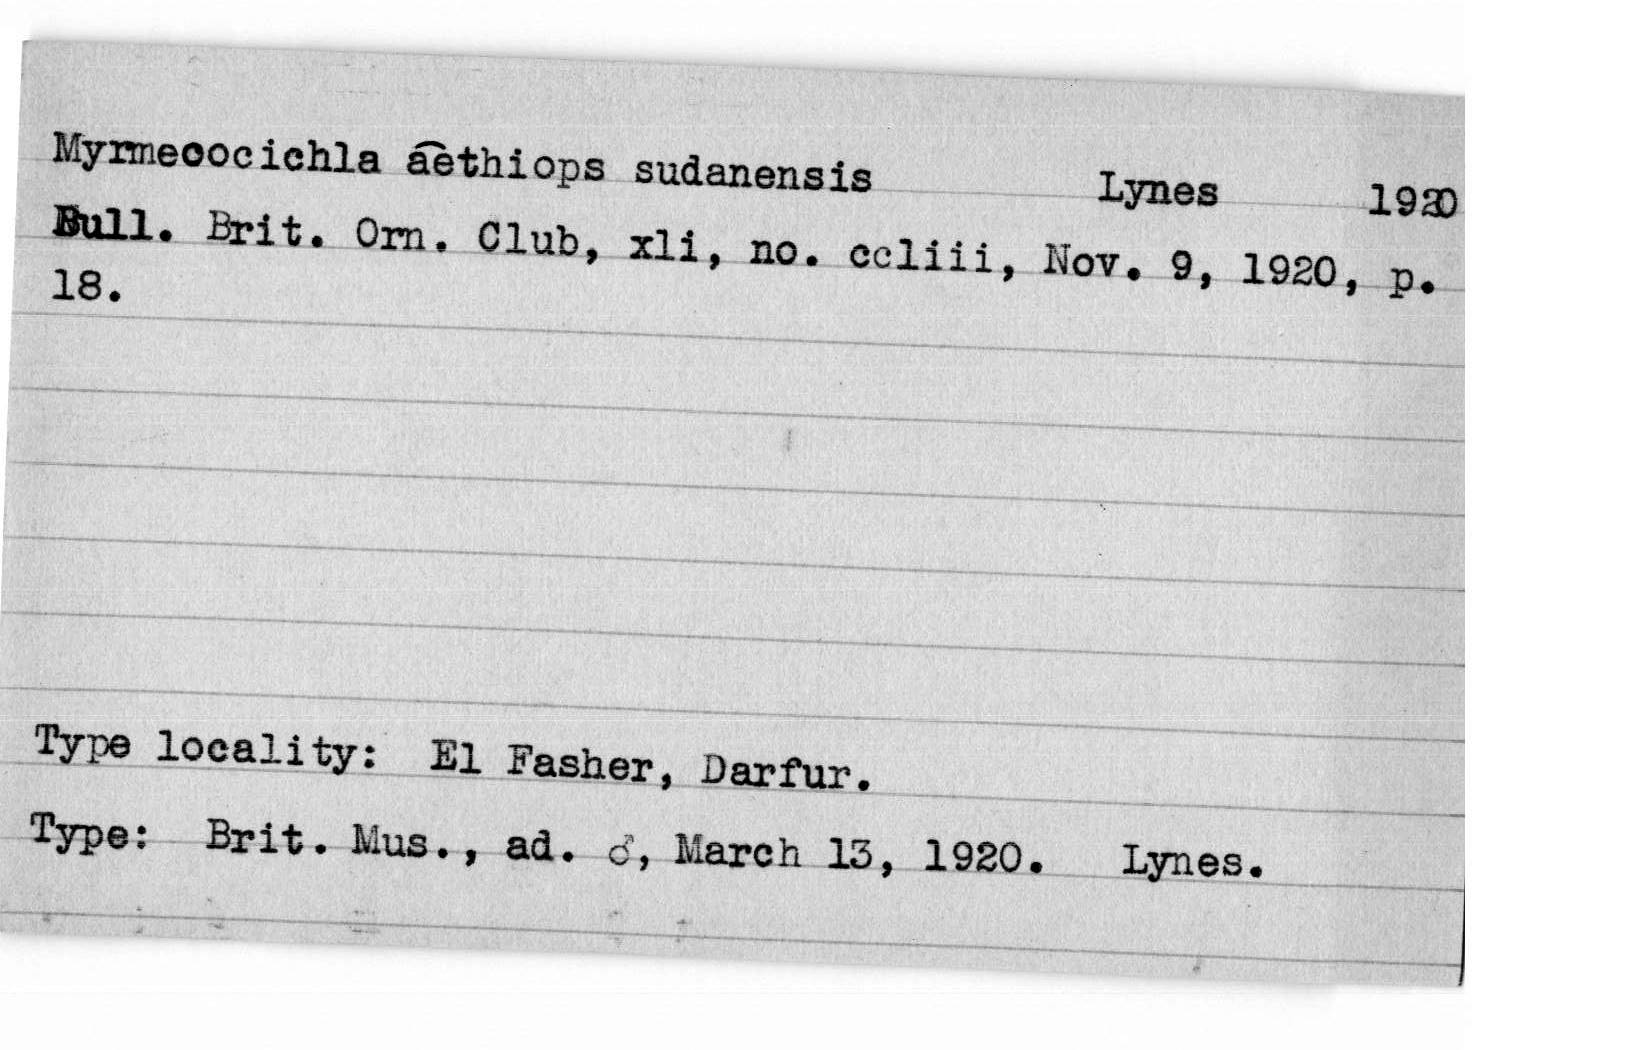 Myrmecocichla a͡ethiops sudanensis Lynes 1920
Bull. Brit. Orn. Club, xli, no. ccliii, Nov. 9, 1920, p.
18.
Type locality: El Fasher, Darfur.
Type: Brit. Mus., ad. ♂, March 13, 1920. Lynes.